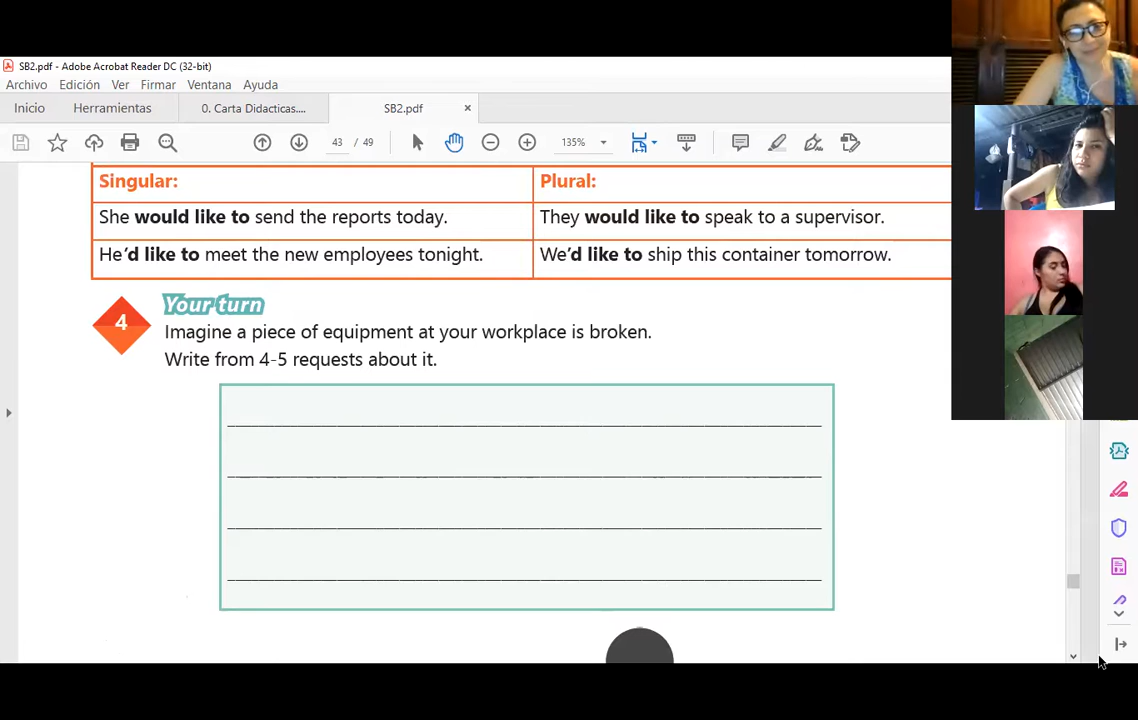 SB2.pdf - Adobe Acrobat Reader DC (32-bit)
Archivo Edición Ver Firmar Ventana Ayuda
Inicio Herramientas 0. Carta Didacticas.... SB2.pdf ×
43 / 49 135%
Singular: Plural:
She would like to send the reports today. They would like to speak to a supervisor.
He'd like to meet the new employees tonight. We'd like to ship this container tomorrow.
4 Your turn
Imagine a piece of equipment at your workplace is broken.
Write from 4-5 requests about it.